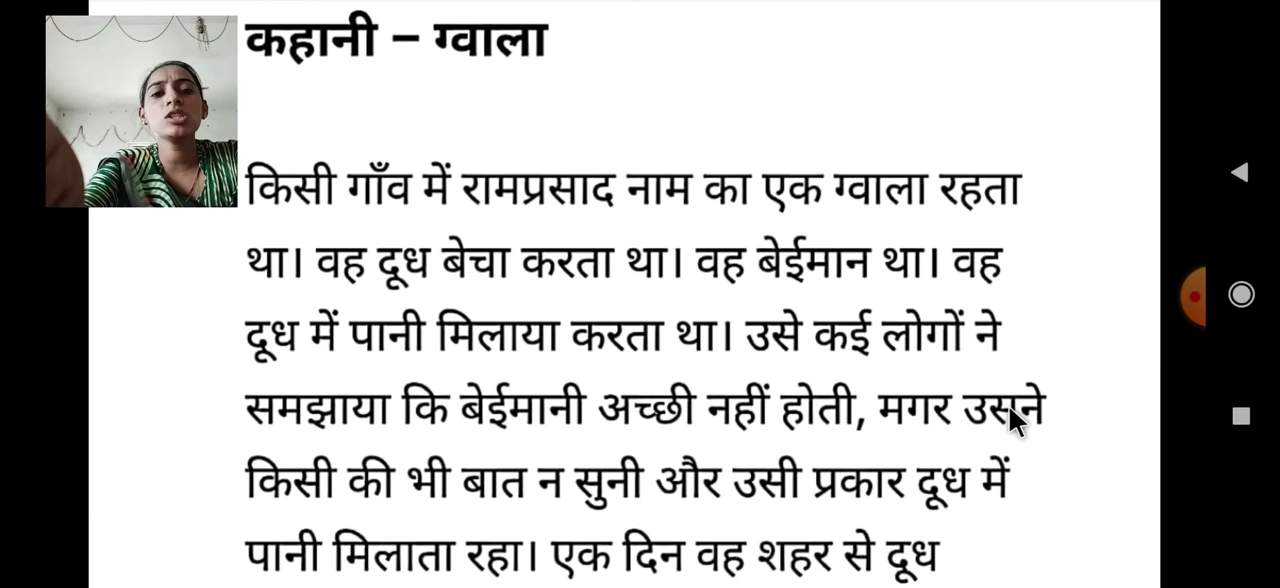 कहानी – ग्वाला
किसी गाँव में रामप्रसाद नाम का एक ग्वाला रहता
था। वह दूध बेचा करता था। वह बेईमान था। वह
दूध में पानी मिलाया करता था। उसे कई लोगों ने
समझाया कि बेईमानी अच्छी नहीं होती, मगर उसने
किसी की भी बात न सुनी और उसी प्रकार दूध में
पानी मिलाता रहा। एक दिन वह शहर से दूध